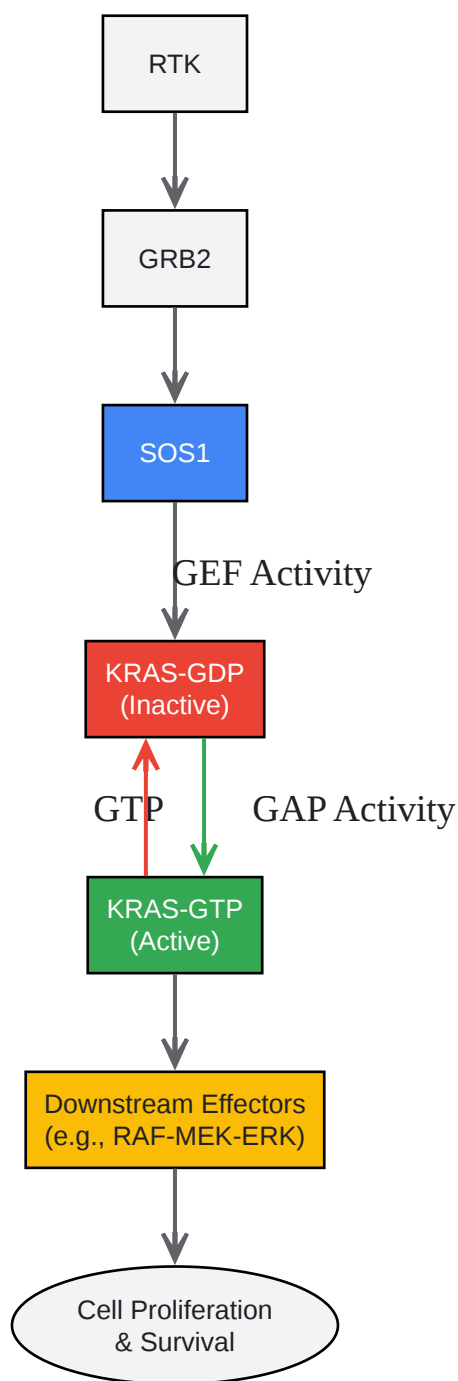 RTK
GRB2
SOS1
GEF Activity
KRAS-GDP
(Inactive)
GTP
GAP Activity
KRAS-GTP
(Active)
Downstream Effectors
(e.g., RAF-MEK-ERK)
Cell Proliferation
& Survival